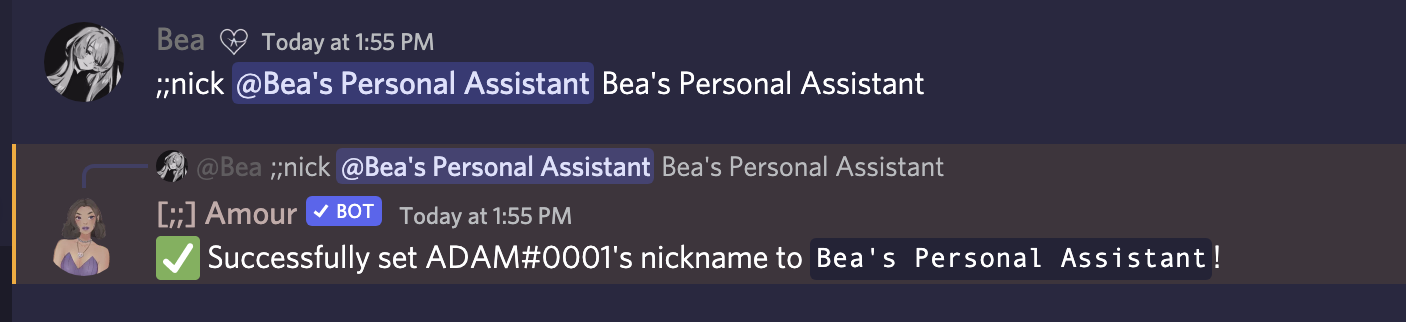 Bea Today at 1:55 PM
;;nick @Bea's Personal Assistant Bea's Personal Assistant
@Bea ;;nick @Bea's Personal Assistant Bea's Personal Assistant
[;;] Amour ✓ BOT Today at 1:55 PM
✅ Successfully set ADAM#0001's nickname to Bea's Personal Assistant!